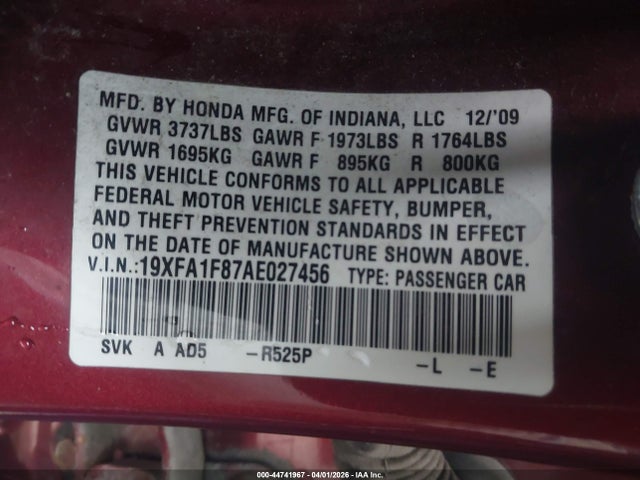 MFD. BY HONDA MFG. OF INDIANA, LLC 12/'09
GVWR 3737LBS GAWR F 1973LBS R 1764LBS
GVWR 1695KG GAWR F 895KG R 800KG
THIS VEHICLE CONFORMS TO ALL APPLICABLE
FEDERAL MOTOR VEHICLE SAFETY, BUMPER,
AND THEFT PREVENTION STANDARDS IN EFFECT
ON THE DATE OF MANUFACTURE SHOWN ABOVE.
V.I.N.:19XFA1F87AE027456 TYPE: PASSENGER CAR
SVK A AD5 -R525P -L -E
000-44741967 - 04/01/2026 - IAAC, Inc.